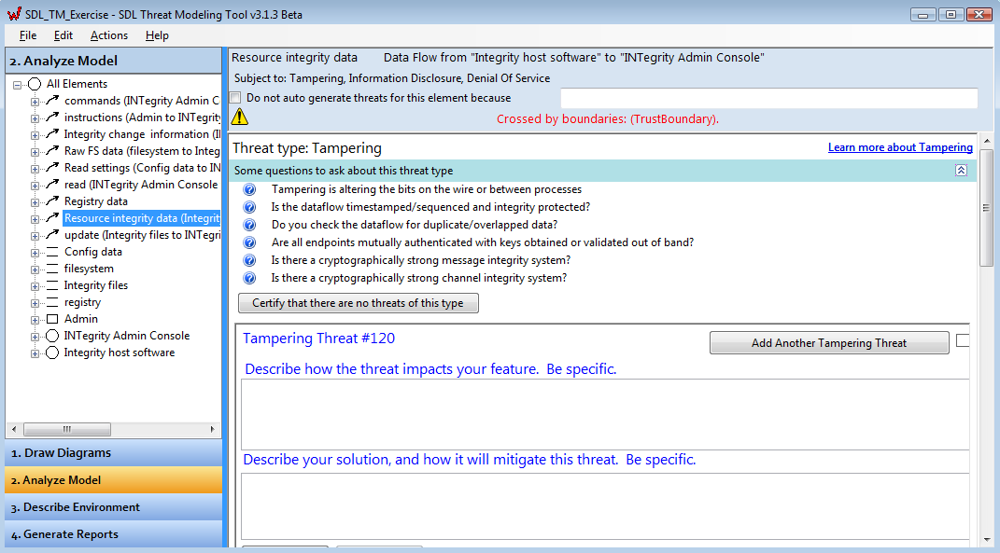 SDL_TM_Exercise - SDL Threat Modeling Tool v3.1.3 Beta
File Edit Actions Help
2. Analyze Model
All Elements
commands (INTegrity Admin C
instructions (Admin to INTegrity
Integrity change information (I
Raw FS data (filesystem to Integ
Read settings (Config data to IN
read (INTegrity Admin Console
Registry data
Resource integrity data (Integrit
update (Integrity files to INTegri
Config data
filesystem
Integrity files
registry
Admin
INTegrity Admin Console
Integrity host software
1. Draw Diagrams
2. Analyze Model
3. Describe Environment
4. Generate Reports
Resource integrity data Data Flow from "Integrity host software" to "INTegrity Admin Console"
Subject to: Tampering, Information Disclosure, Denial Of Service
Do not auto generate threats for this element because
Crossed by boundaries: (TrustBoundary).
Threat type: Tampering Learn more about Tampering
Some questions to ask about this threat type
Tampering is altering the bits on the wire or between processes
Is the dataflow timestamped/sequenced and integrity protected?
Do you check the dataflow for duplicate/overlapped data?
Are all endpoints mutually authenticated with keys obtained or validated out of band?
Is there a cryptographically strong message integrity system?
Is there a cryptographically strong channel integrity system?
Certify that there are no threats of this type
Tampering Threat #120 Add Another Tampering Threat
Describe how the threat impacts your feature. Be specific.
Describe your solution, and how it will mitigate this threat. Be specific.